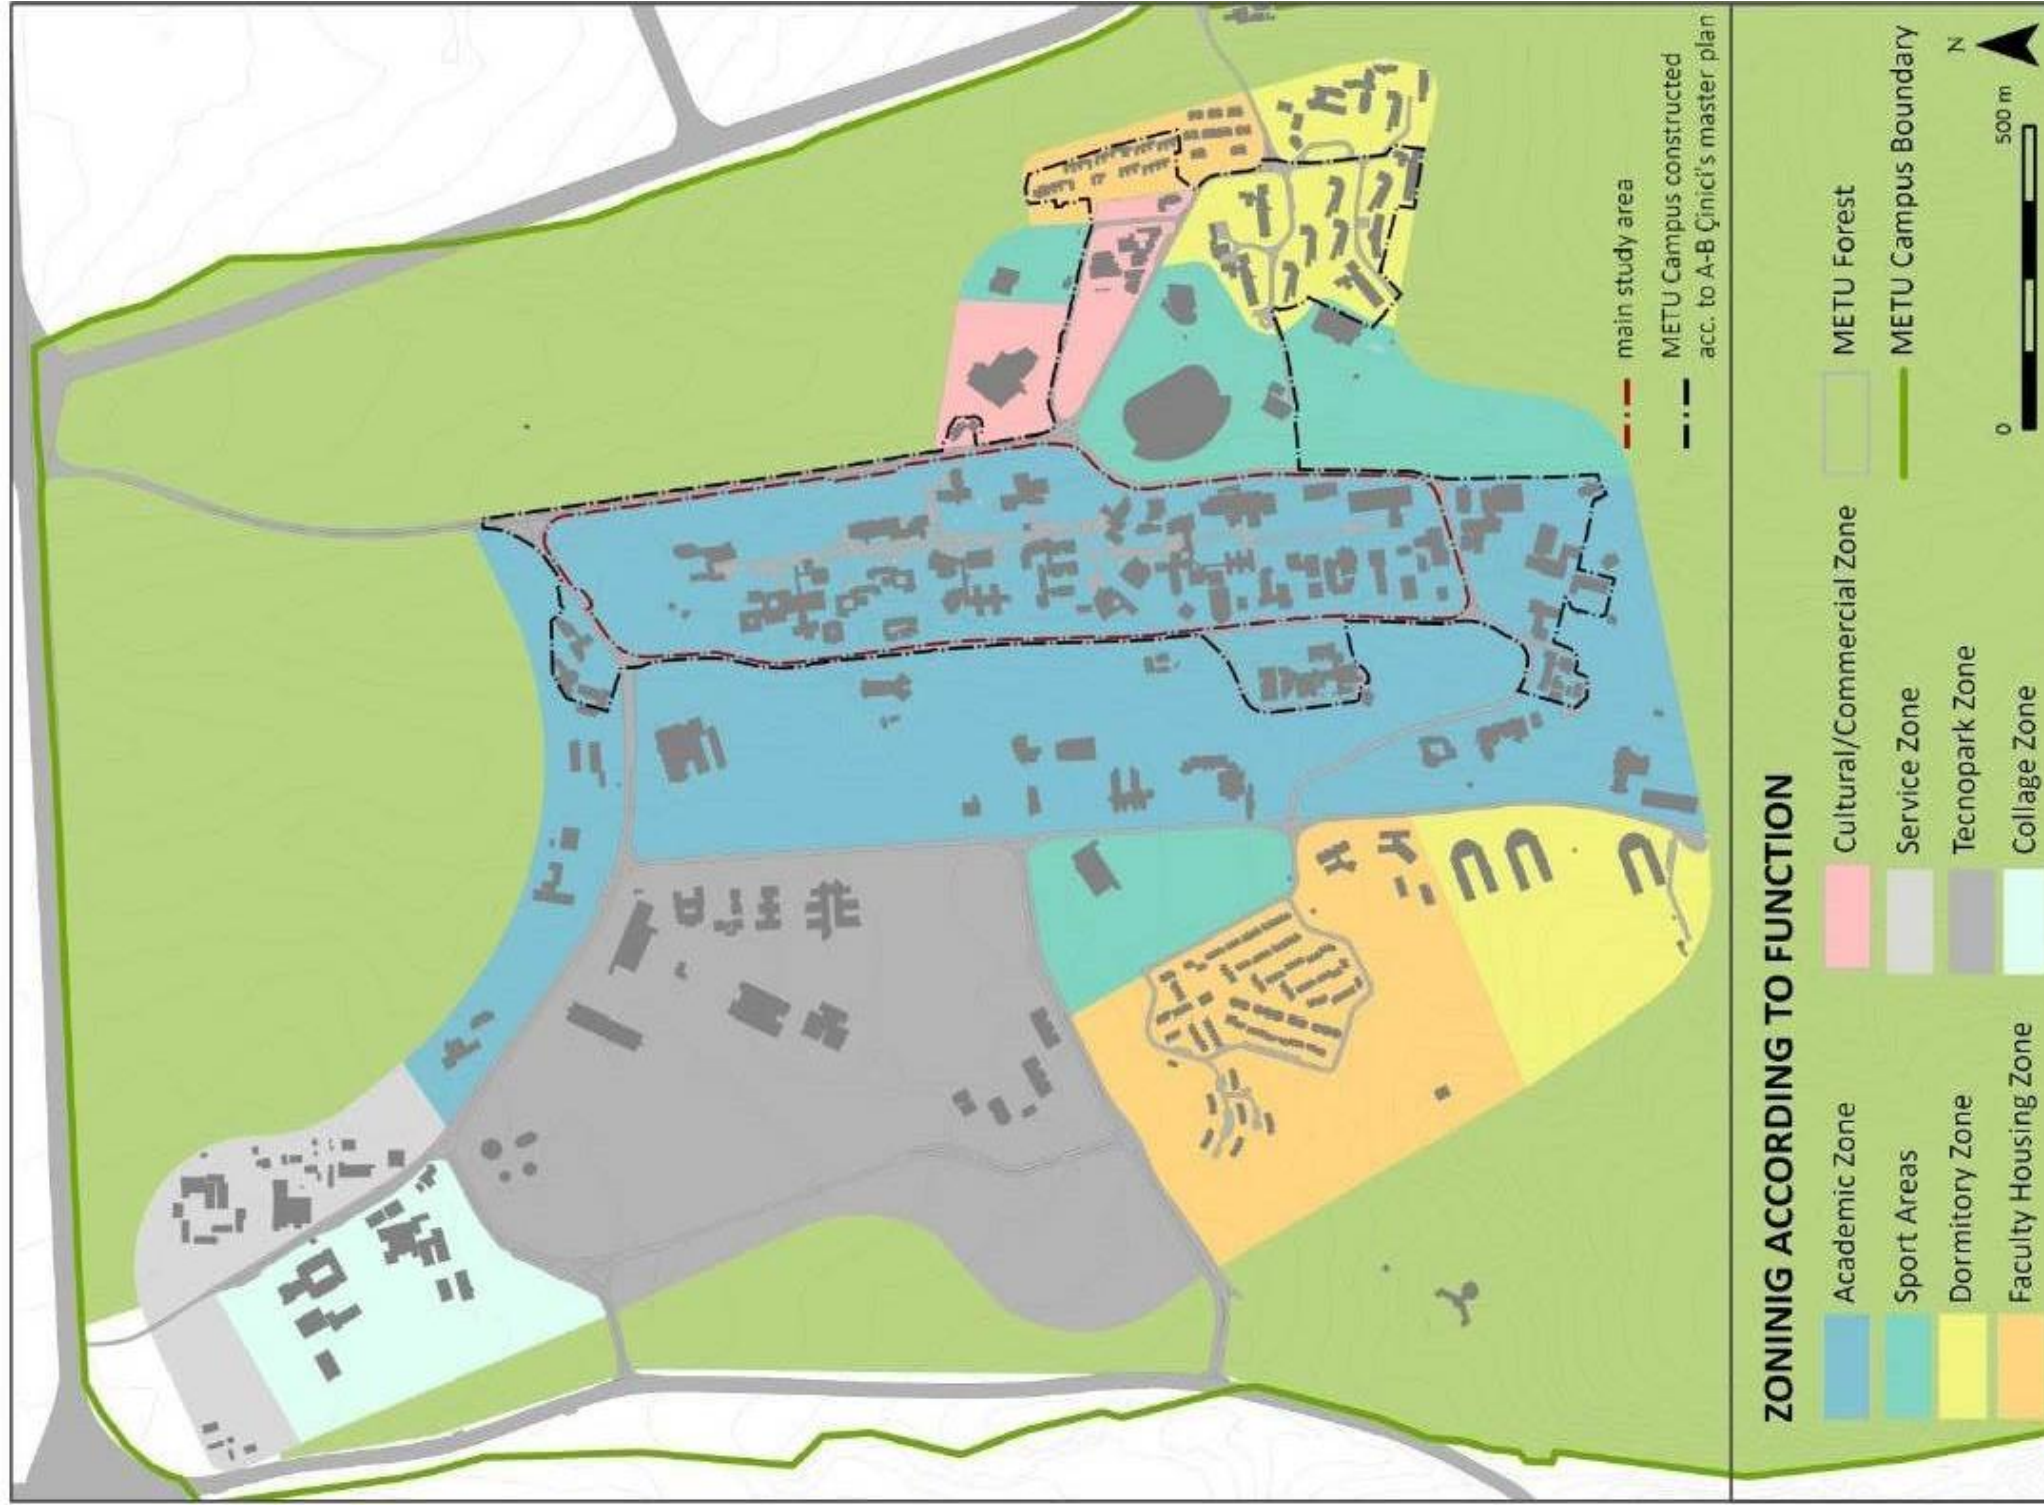 main study area
METU Campus constructed
acc. to A-B Çinici's master plan
ZONINIG ACCORDING TO FUNCTION
Academic Zone
Sport Areas
Dormitory Zone
Faculty Housing Zone
Cultural/Commercial Zone
Service Zone
Tecnopark Zone
Collage Zone
METU Forest
METU Campus Boundary
N
0 500 m